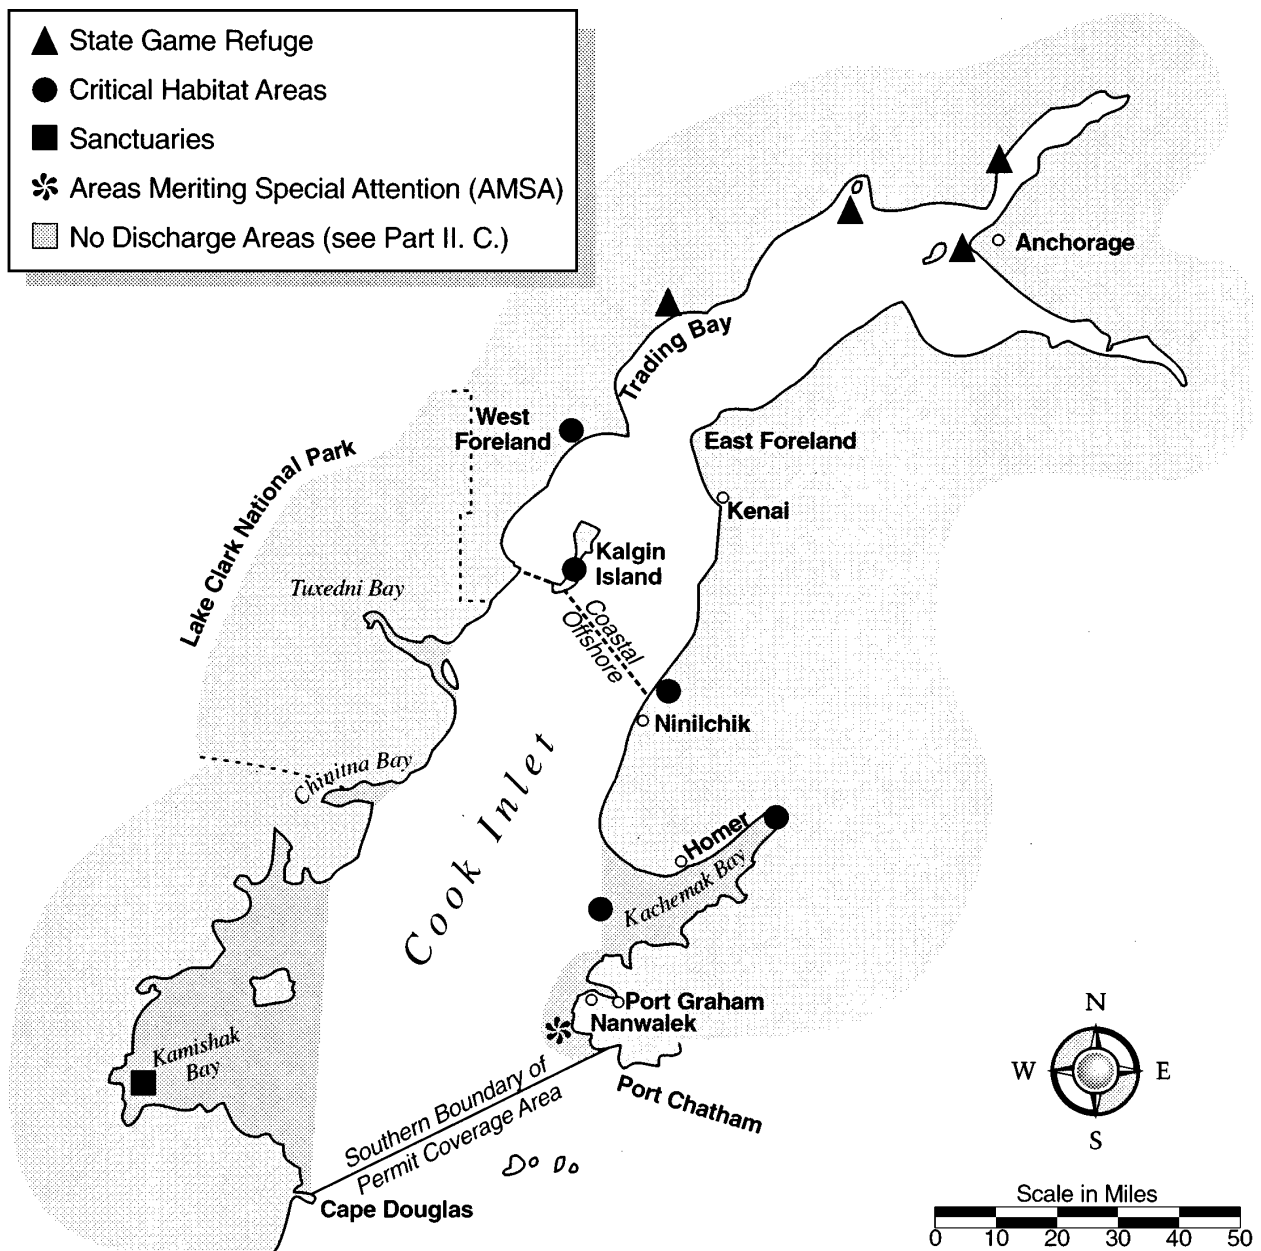 State Game Refuge
Critical Habitat Areas
Sanctuaries
Areas Meriting Special Attention (AMSA)
No Discharge Areas (see Part II. C.)
Anchorage
Trading Bay
West
Foreland
East Foreland
Lake Clark National Park
Kenai
Kalgin
Island
Tuxedni Bay
Coastal
Offshore
Ninilchik
Chinitna Bay
Cook Inlet
Homer
Kachemak Bay
Port Graham
Nanwalek
Kamishak
Bay
Port Chatham
Southern Boundary of
Permit Coverage Area
Cape Douglas
N
W E
S
Scale in Miles
0 10 20 30 40 50